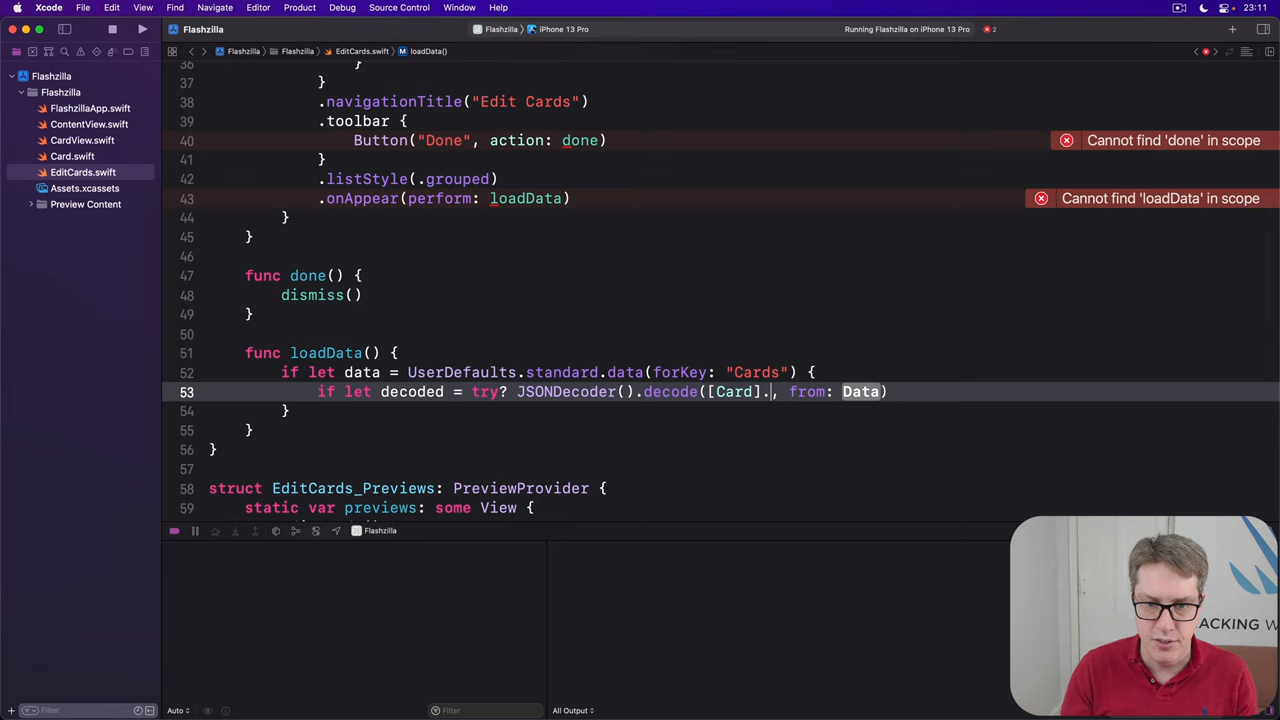 Xcode File Edit View Find Navigate Editor Product Debug Source Control Window Help 23:11
Flashzilla Flashzilla iPhone 13 Pro Running Flashzilla on iPhone 13 Pro 2
Flashzilla Flashzilla EditCards.swift M loadData()
Flashzilla
Flashzilla
FlashzillaApp.swift
ContentView.swift
CardView.swift
Card.swift
EditCards.swift
Assets.xcassets
Preview Content
36 }
37 }
38 .navigationTitle("Edit Cards")
39 .toolbar {
40 Button("Done", action: done) Cannot find 'done' in scope
41 }
42 .listStyle(.grouped)
43 .onAppear(perform: loadData) Cannot find 'loadData' in scope
44 }
45 }
46
47 func done() {
48 dismiss()
49 }
50
51 func loadData() {
52 if let data = UserDefaults.standard.data(forKey: "Cards") {
53 if let decoded = try? JSONDecoder().decode([Card]., from: Data)
54 }
55 }
56 }
57
58 struct EditCards_Previews: PreviewProvider {
59 static var previews: some View {
Flashzilla
Filter Auto Filter All Output
ACKING W